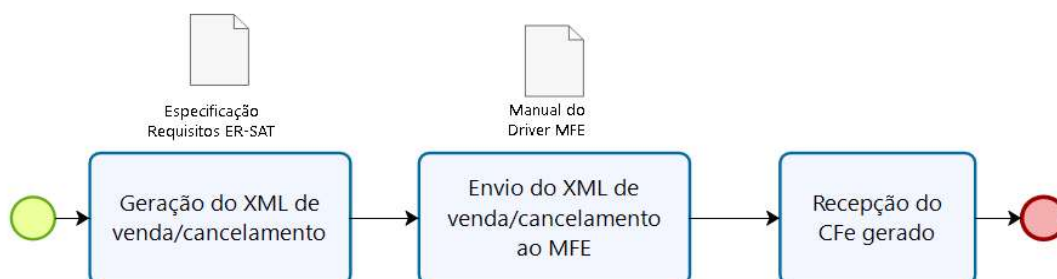 Especificação
Requisitos ER-SAT
Manual do
Driver MFE
Geração do XML de
venda/cancelamento
Envio do XML de
venda/cancelamento
ao MFE
Recepção do
CFe gerado